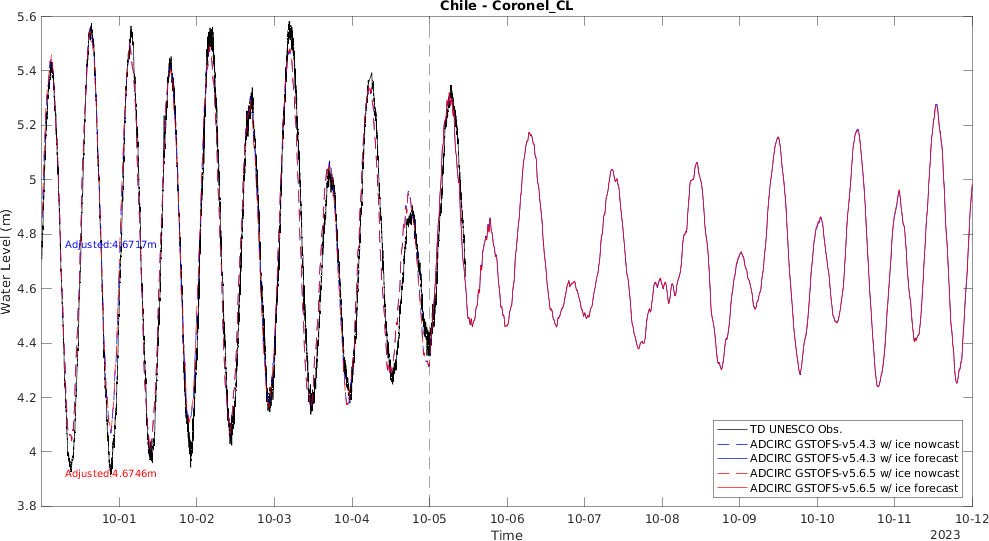 Chile - Coronel_CL
5.6
5.4
5.2
5
4.8
4.6
4.4
4.2
4
3.8
Water Level (m)
Adjusted:4.6717m
Adjusted:4.6746m
TD UNESCO Obs.
ADCIRC GSTOFS-v5.4.3 w/ ice nowcast
ADCIRC GSTOFS-v5.4.3 w/ ice forecast
ADCIRC GSTOFS-v5.6.5 w/ ice nowcast
ADCIRC GSTOFS-v5.6.5 w/ ice forecast
10-01 10-02 10-03 10-04 10-05 10-06 10-07 10-08 10-09 10-10 10-11 10-12
Time
2023